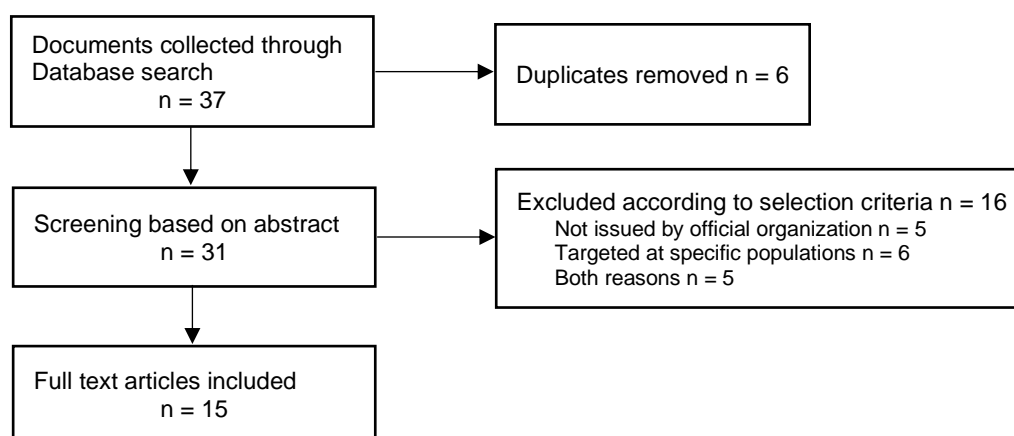 Documents collected through
Database search
n = 37
Duplicates removed n = 6
Screening based on abstract
n = 31
Excluded according to selection criteria n = 16
Not issued by official organization n = 5
Targeted at specific populations n = 6
Both reasons n = 5
Full text articles included
n = 15